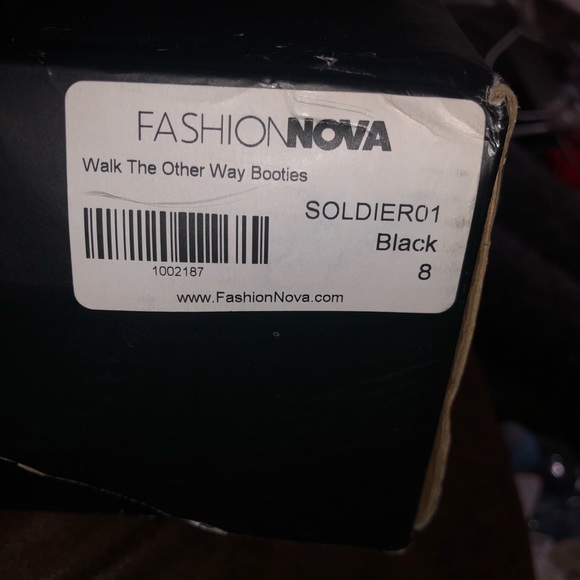 FASHIONNOVA
Walk The Other Way Booties
SOLDIER01
Black
8
1002187
www.FashionNova.com